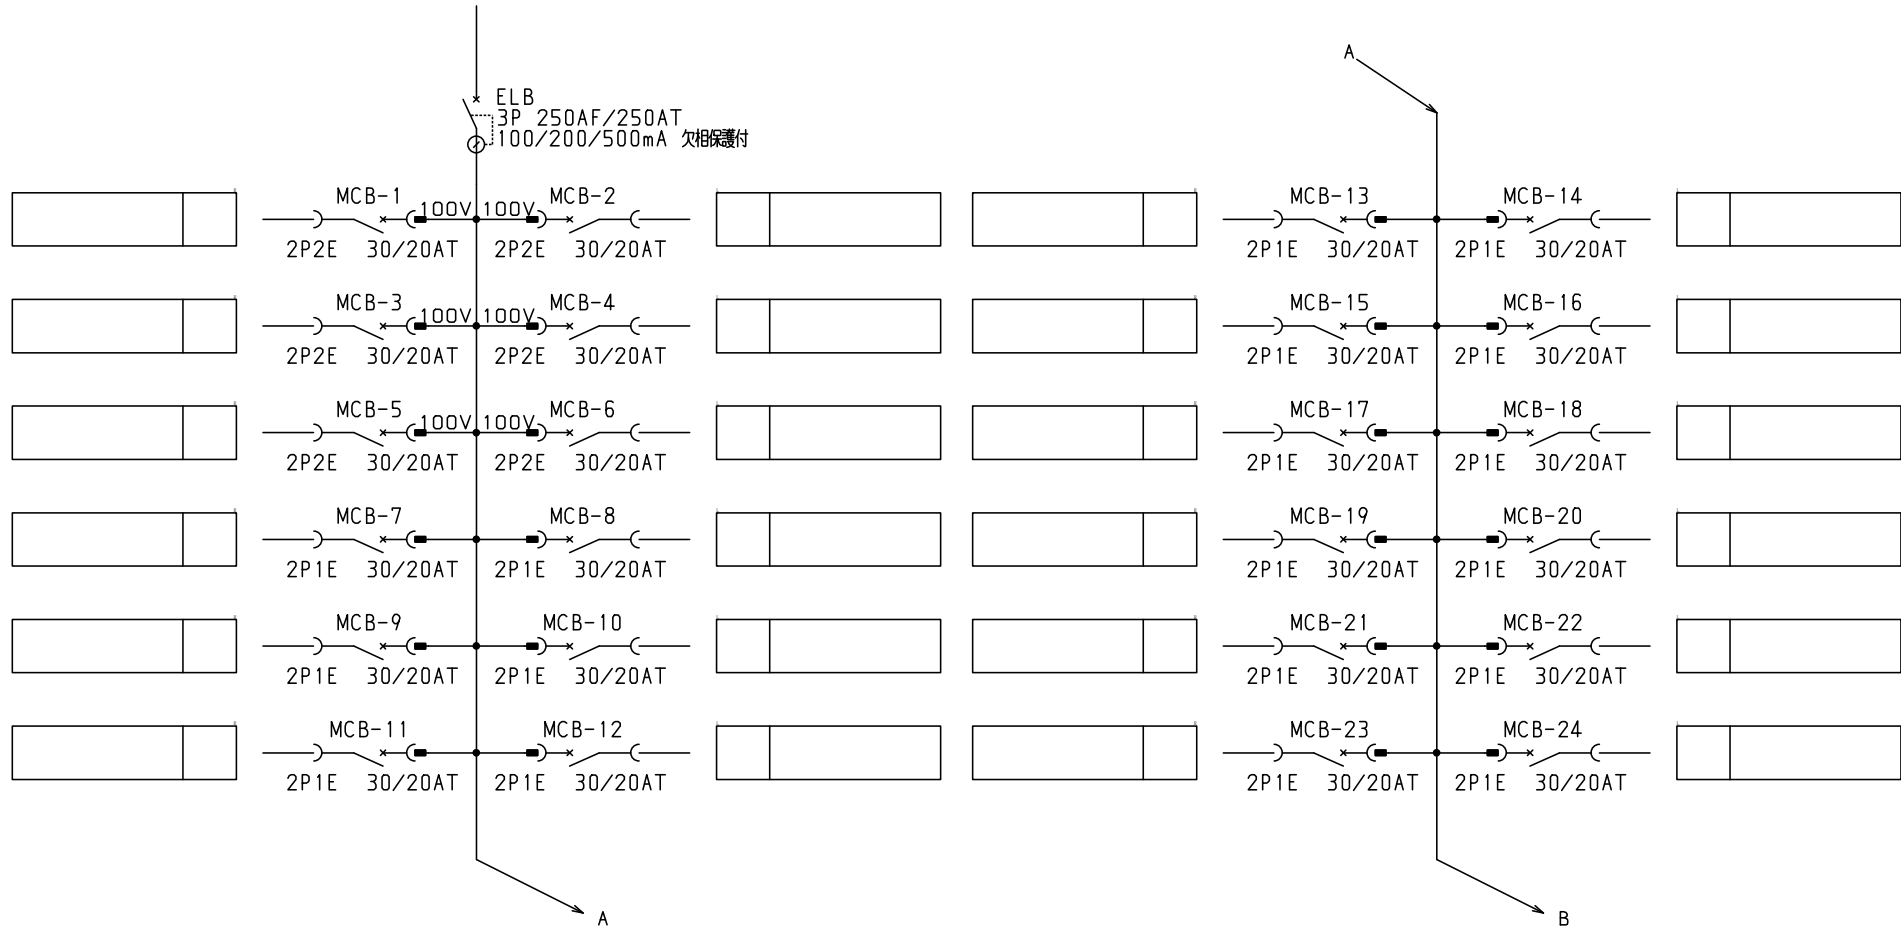 ELB
3P 250AF/250AT
100/200/500mA 欠相保護付
MCB-1 100V 100V MCB-2
2P2E 30/20AT 2P2E 30/20AT
MCB-3 100V 100V MCB-4
2P2E 30/20AT 2P2E 30/20AT
MCB-5 100V 100V MCB-6
2P2E 30/20AT 2P2E 30/20AT
MCB-7 MCB-8
2P1E 30/20AT 2P1E 30/20AT
MCB-9 MCB-10
2P1E 30/20AT 2P1E 30/20AT
MCB-11 MCB-12
2P1E 30/20AT 2P1E 30/20AT
A
A
MCB-13 MCB-14
2P1E 30/20AT 2P1E 30/20AT
MCB-15 MCB-16
2P1E 30/20AT 2P1E 30/20AT
MCB-17 MCB-18
2P1E 30/20AT 2P1E 30/20AT
MCB-19 MCB-20
2P1E 30/20AT 2P1E 30/20AT
MCB-21 MCB-22
2P1E 30/20AT 2P1E 30/20AT
MCB-23 MCB-24
2P1E 30/20AT 2P1E 30/20AT
B